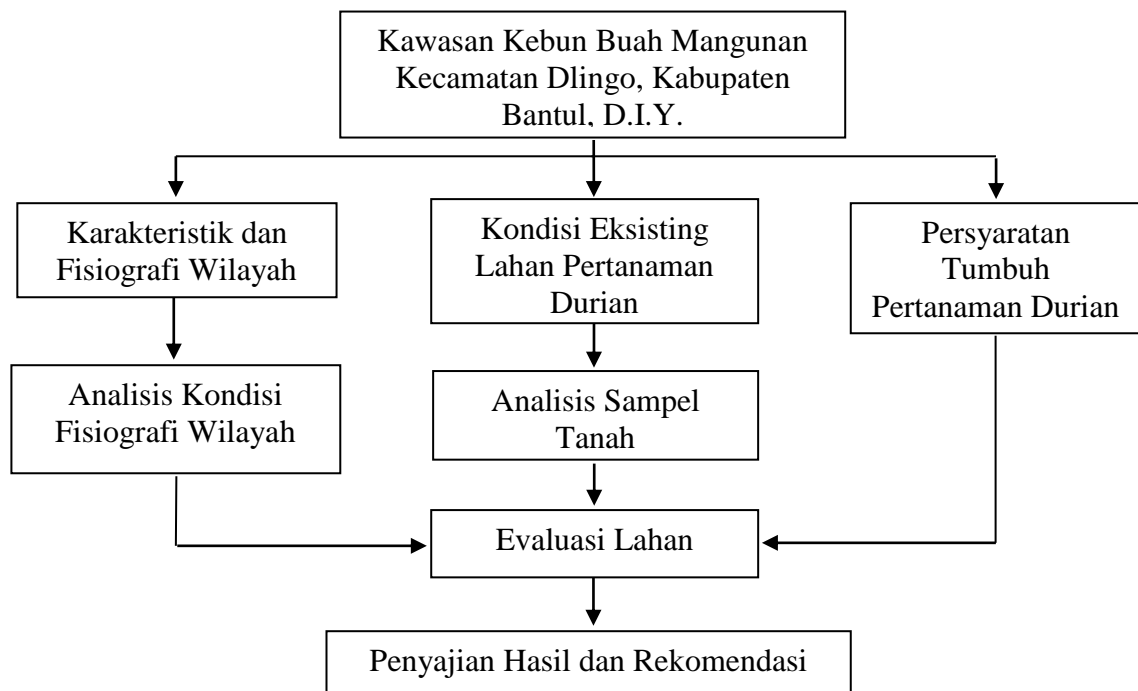 Kawasan Kebun Buah Mangunan
Kecamatan Dlingo, Kabupaten
Bantul, D.I.Y.
Karakteristik dan
Fisiografi Wilayah
Kondisi Eksisting
Lahan Pertanaman
Durian
Persyaratan
Tumbuh
Pertanaman Durian
Analisis Kondisi
Fisiografi Wilayah
Analisis Sampel
Tanah
Evaluasi Lahan
Penyajian Hasil dan Rekomendasi